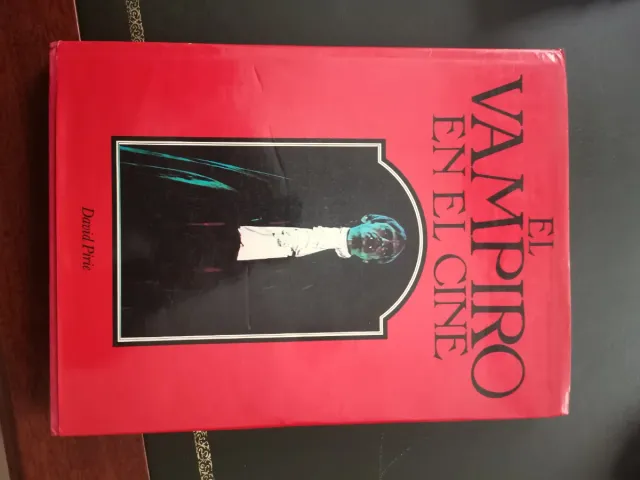 EL
VAMPIRO
EN EL CINE
David Pirie